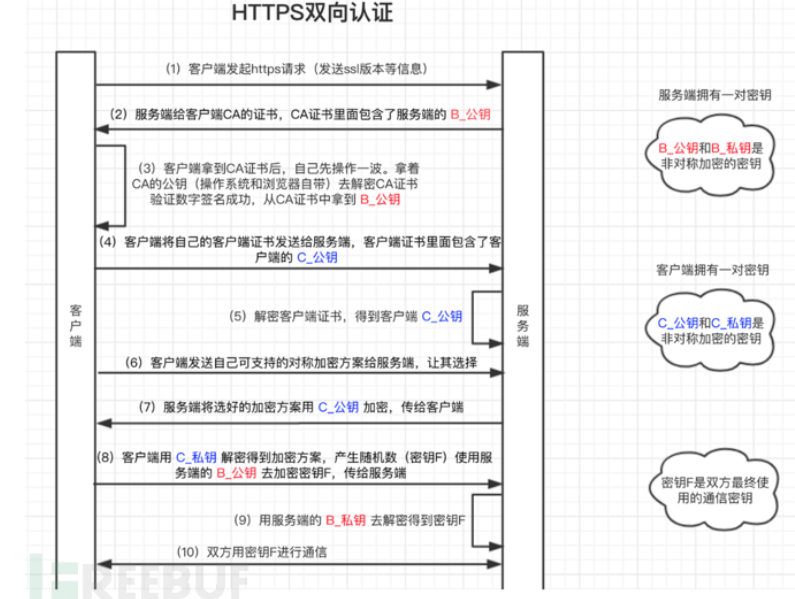 HTTPS双向认证
（1）客户端发起https请求（发送ssl版本等信息）
（2）服务端给客户端CA的证书，CA证书里面包含了服务端的 B_公钥
（3）客户端拿到CA证书后，自己先操作一波。拿着
CA的公钥（操作系统和浏览器自带）去解密CA证书
验证数字签名成功，从CA证书中拿到 B_公钥
（4）客户端将自己的客户端证书发送给服务端，客户端证书里面包含了客
户端的 C_公钥
（5）解密客户端证书，得到客户端 C_公钥
（6）客户端发送自己可支持的对称加密方案给服务端，让其选择
（7）服务端将选好的加密方案用 C_公钥 加密，传给客户端
（8）客户端用 C_私钥 解密得到加密方案，产生随机数（密钥F）使用服
务端的 B_公钥 去加密密钥F，传给服务端
（9）用服务端的 B_私钥 去解密得到密钥F
（10）双方用密钥F进行通信
客
户
端
服
务
端
服务端拥有一对密钥
B_公钥和B_私钥是
非对称加密的密钥
客户端拥有一对密钥
C_公钥和C_私钥是
非对称加密的密钥
密钥F是双方最终使
用的通信密钥
FREEBUF